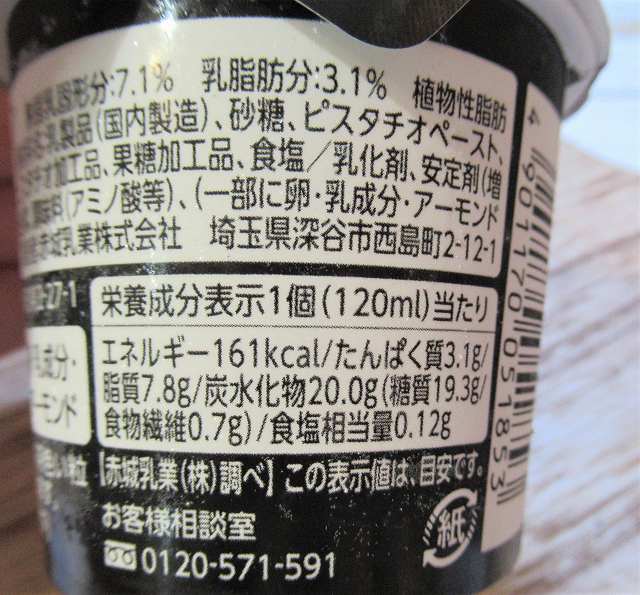 乳固形分:7.1% 乳脂肪分:3.1% 植物性脂肪
乳製品(国内製造)、砂糖、ピスタチオペースト、
加工品、果糖加工品、食塩/乳化剤、安定剤(増
(アミノ酸等)、(一部に卵・乳成分・アーモンド
赤城乳業株式会社 埼玉県深谷市西島町2-12-1
栄養成分表示1個(120ml)当たり
エネルギー161kcal/たんぱく質3.1g/
脂質7.8g/炭水化物20.0g(糖質19.3g/
食物繊維0.7g)/食塩相当量0.12g
乳成分・
アーモンド
【赤城乳業(株)調べ】この表示値は、目安です。
お客様相談室
0120-571-591
紙
4 901170 051853